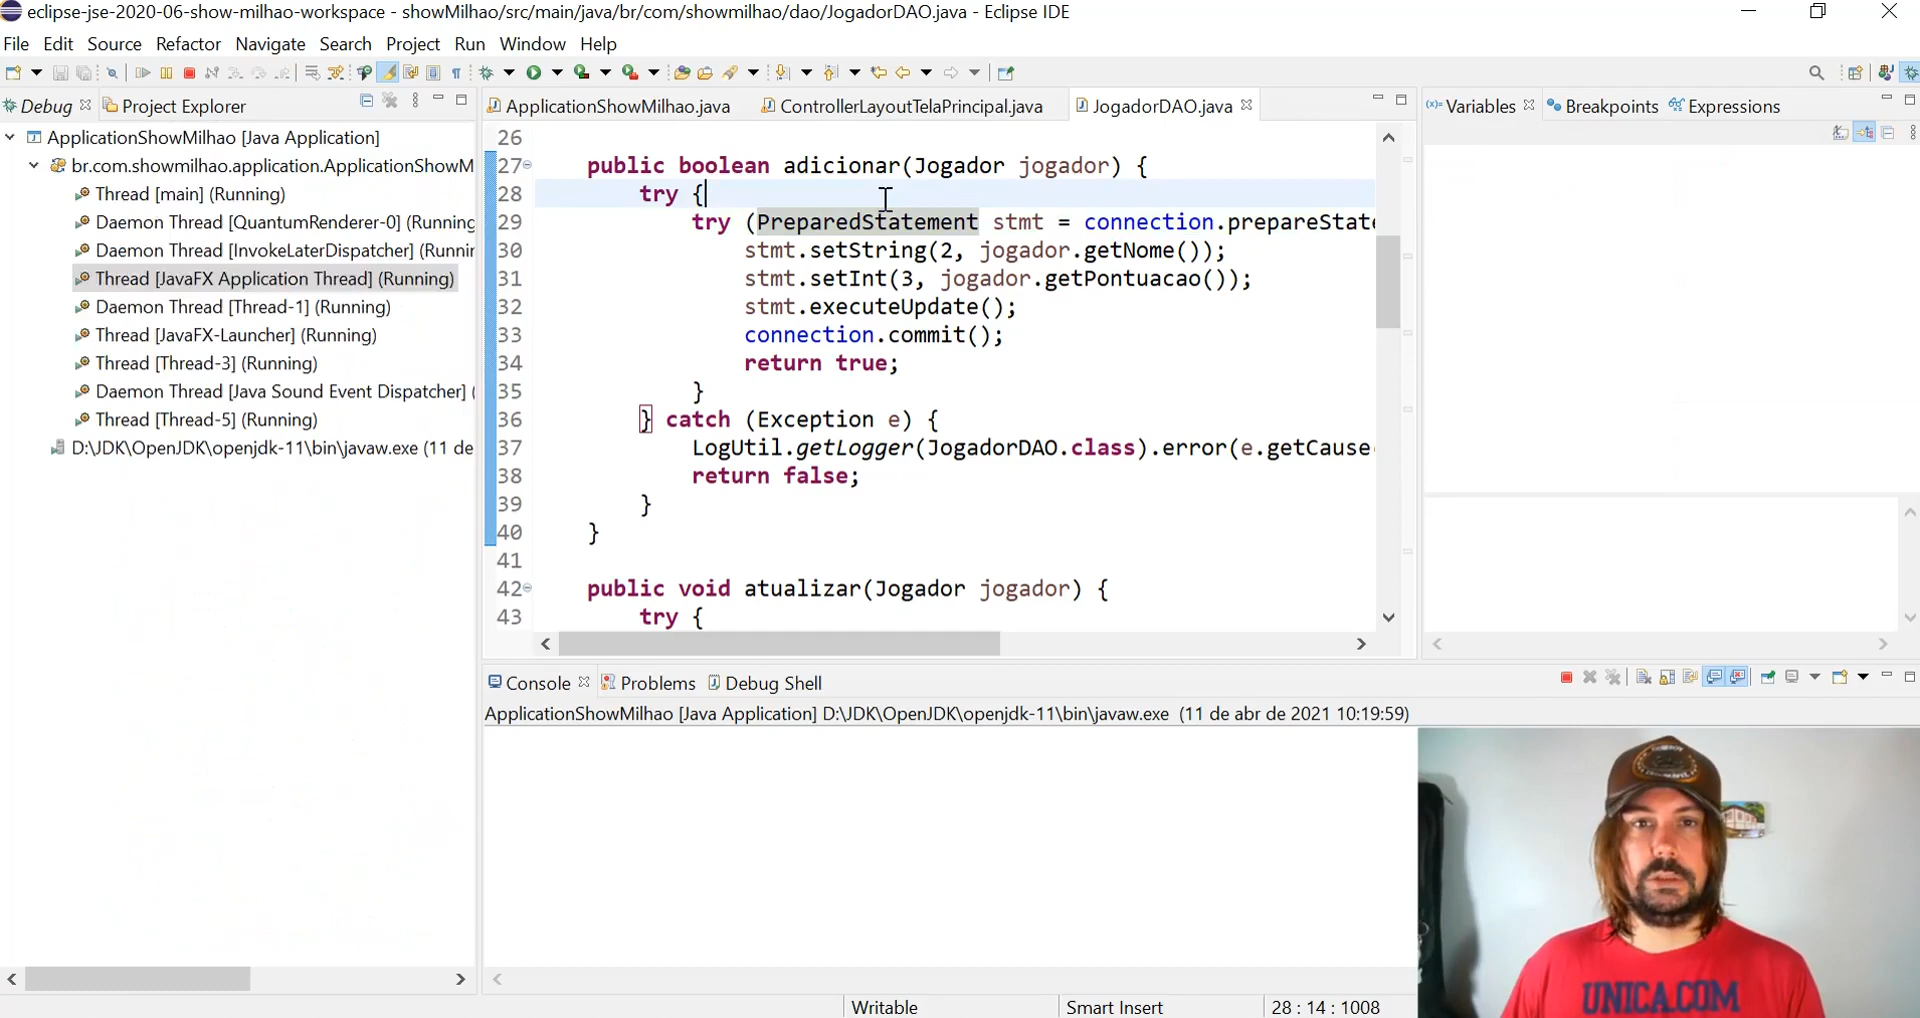 eclipse-jse-2020-06-show-milhao-workspace - showMilhao/src/main/java/br/com/showmilhao/dao/JogadorDAO.java - Eclipse IDE
File Edit Source Refactor Navigate Search Project Run Window Help
Debug Project Explorer
ApplicationShowMilhao [Java Application]
br.com.showmilhao.application.ApplicationShowM
Thread [main] (Running)
Daemon Thread [QuantumRenderer-0] (Running
Daemon Thread [InvokeLaterDispatcher] (Runnin
Thread [JavaFX Application Thread] (Running)
Daemon Thread [Thread-1] (Running)
Thread [JavaFX-Launcher] (Running)
Thread [Thread-3] (Running)
Daemon Thread [Java Sound Event Dispatcher] (
Thread [Thread-5] (Running)
D:\JDK\OpenJDK\openjdk-11\bin\javaw.exe (11 de
ApplicationShowMilhao.java ControllerLayoutTelaPrincipal.java JogadorDAO.java
26
27 public boolean adicionar(Jogador jogador) {
28 try {
29 try (PreparedStatement stmt = connection.prepareState
30 stmt.setString(2, jogador.getNome());
31 stmt.setInt(3, jogador.getPontuacao());
32 stmt.executeUpdate();
33 connection.commit();
34 return true;
35 }
36 } catch (Exception e) {
37 LogUtil.getLogger(JogadorDAO.class).error(e.getCause
38 return false;
39 }
40 }
41
42 public void atualizar(Jogador jogador) {
43 try {
Variables Breakpoints Expressions
Console Problems Debug Shell
ApplicationShowMilhao [Java Application] D:\JDK\OpenJDK\openjdk-11\bin\javaw.exe (11 de abr de 2021 10:19:59)
Writable Smart Insert 28 : 14 : 1008
UNICA.COM